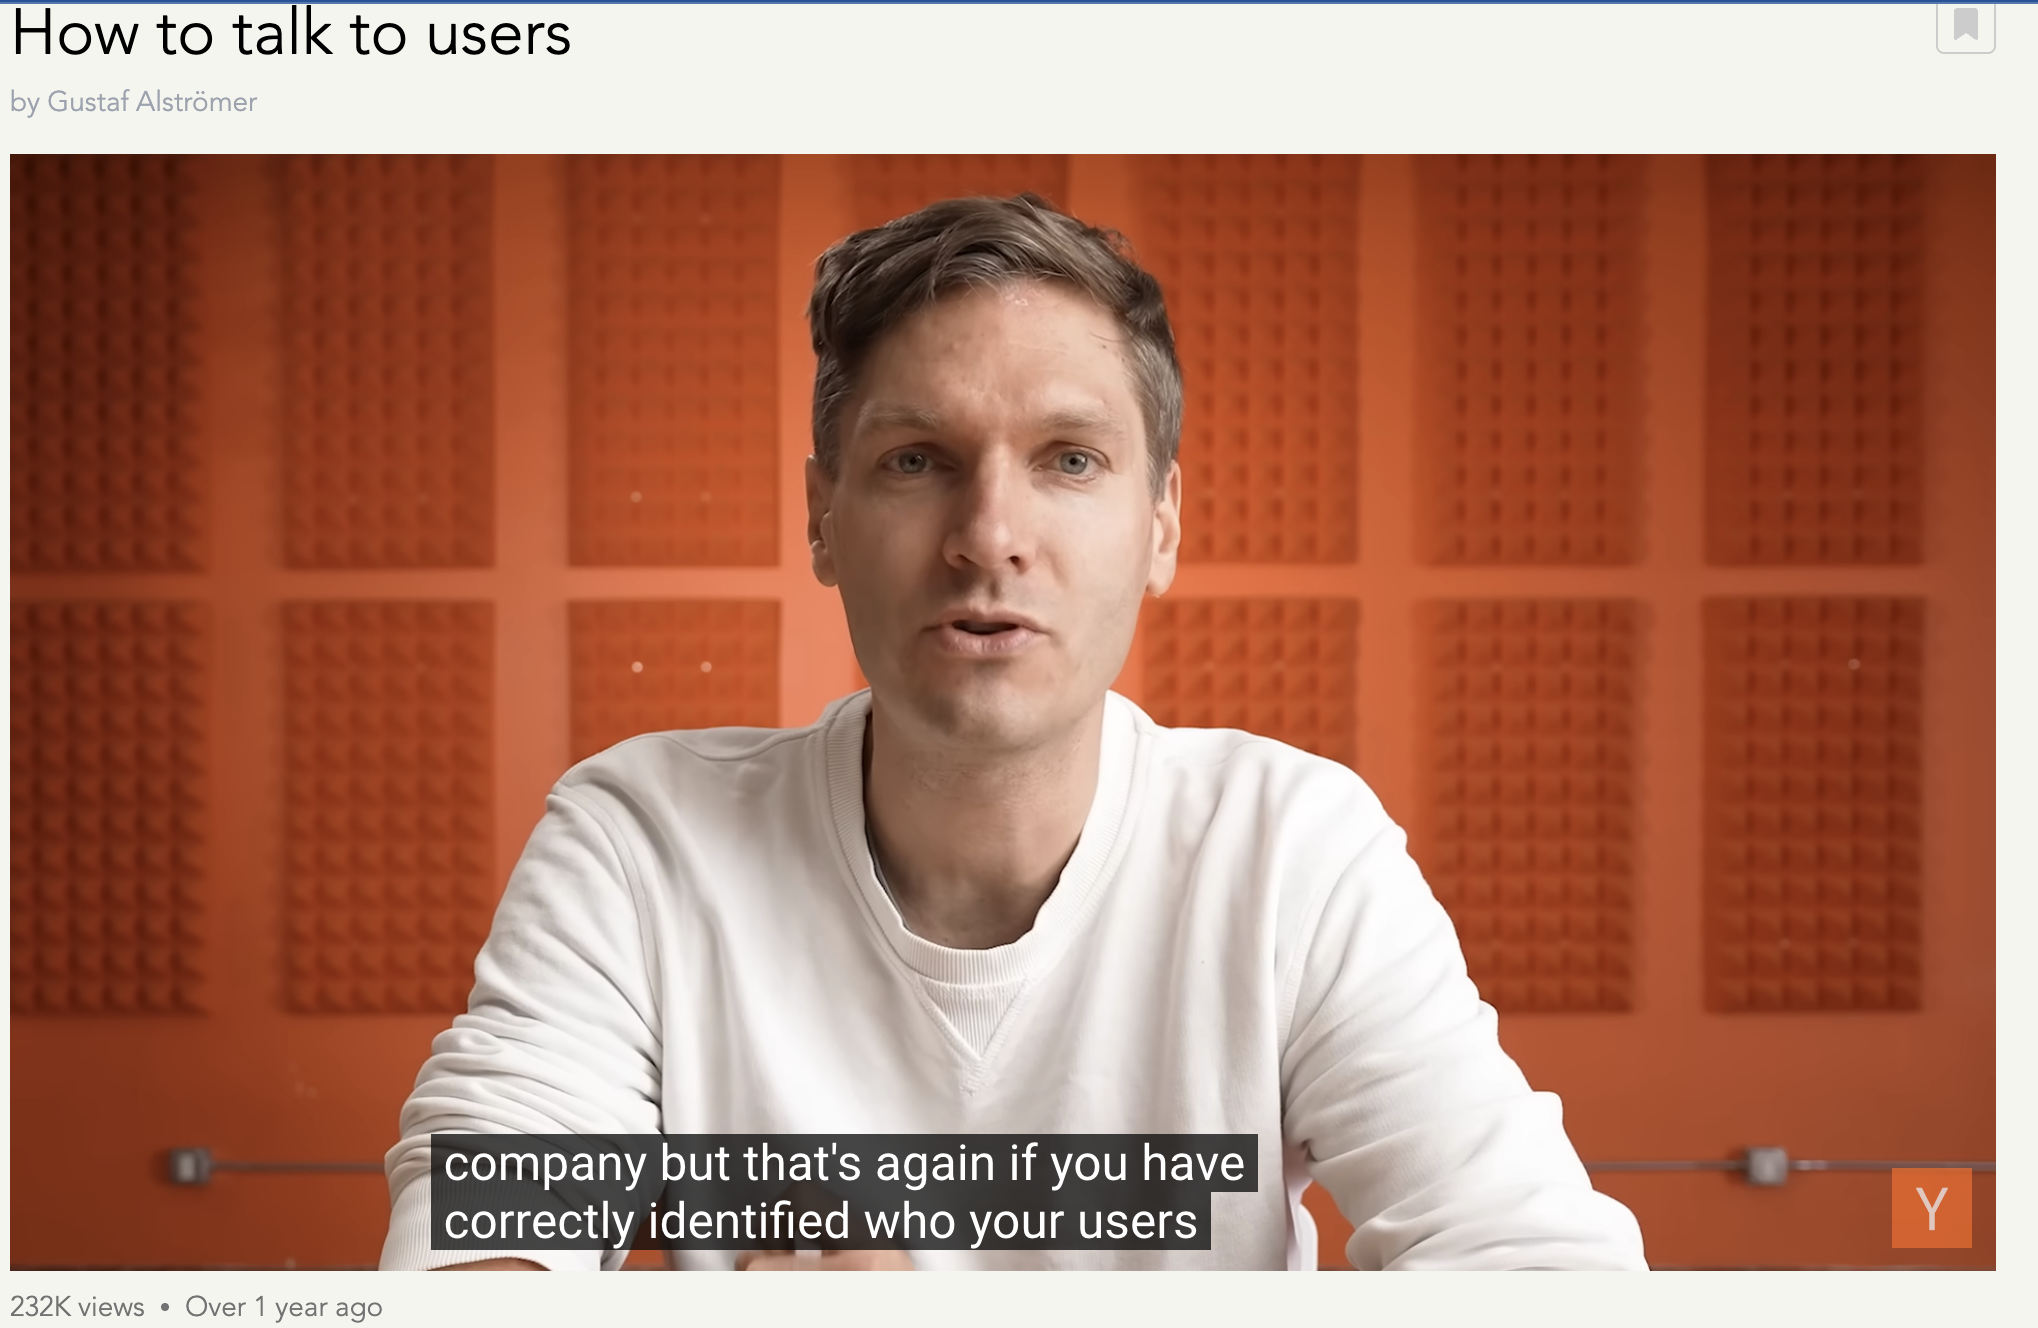 How to talk to users
by Gustaf Alströmer
company but that's again if you have
correctly identified who your users
Y
232K views • Over 1 year ago